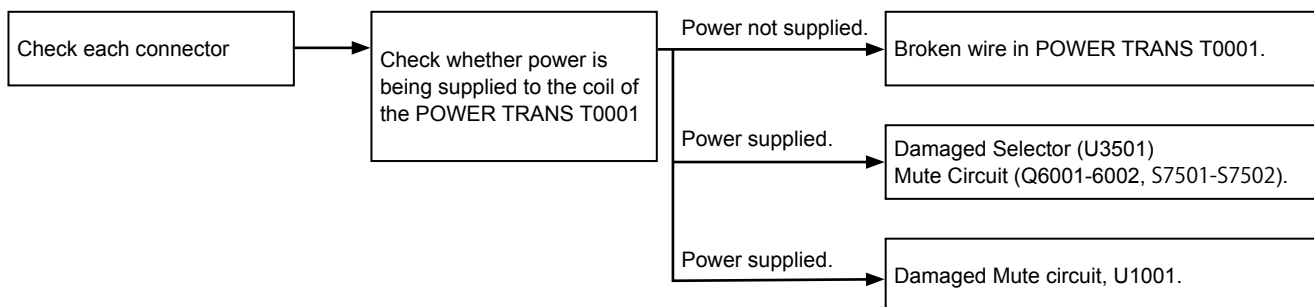 Check each connector
Check whether power is
being supplied to the coil of
the POWER TRANS T0001
Power not supplied.
Broken wire in POWER TRANS T0001.
Power supplied.
Damaged Selector (U3501)
Mute Circuit (Q6001-6002, S7501-S7502).
Power supplied.
Damaged Mute circuit, U1001.